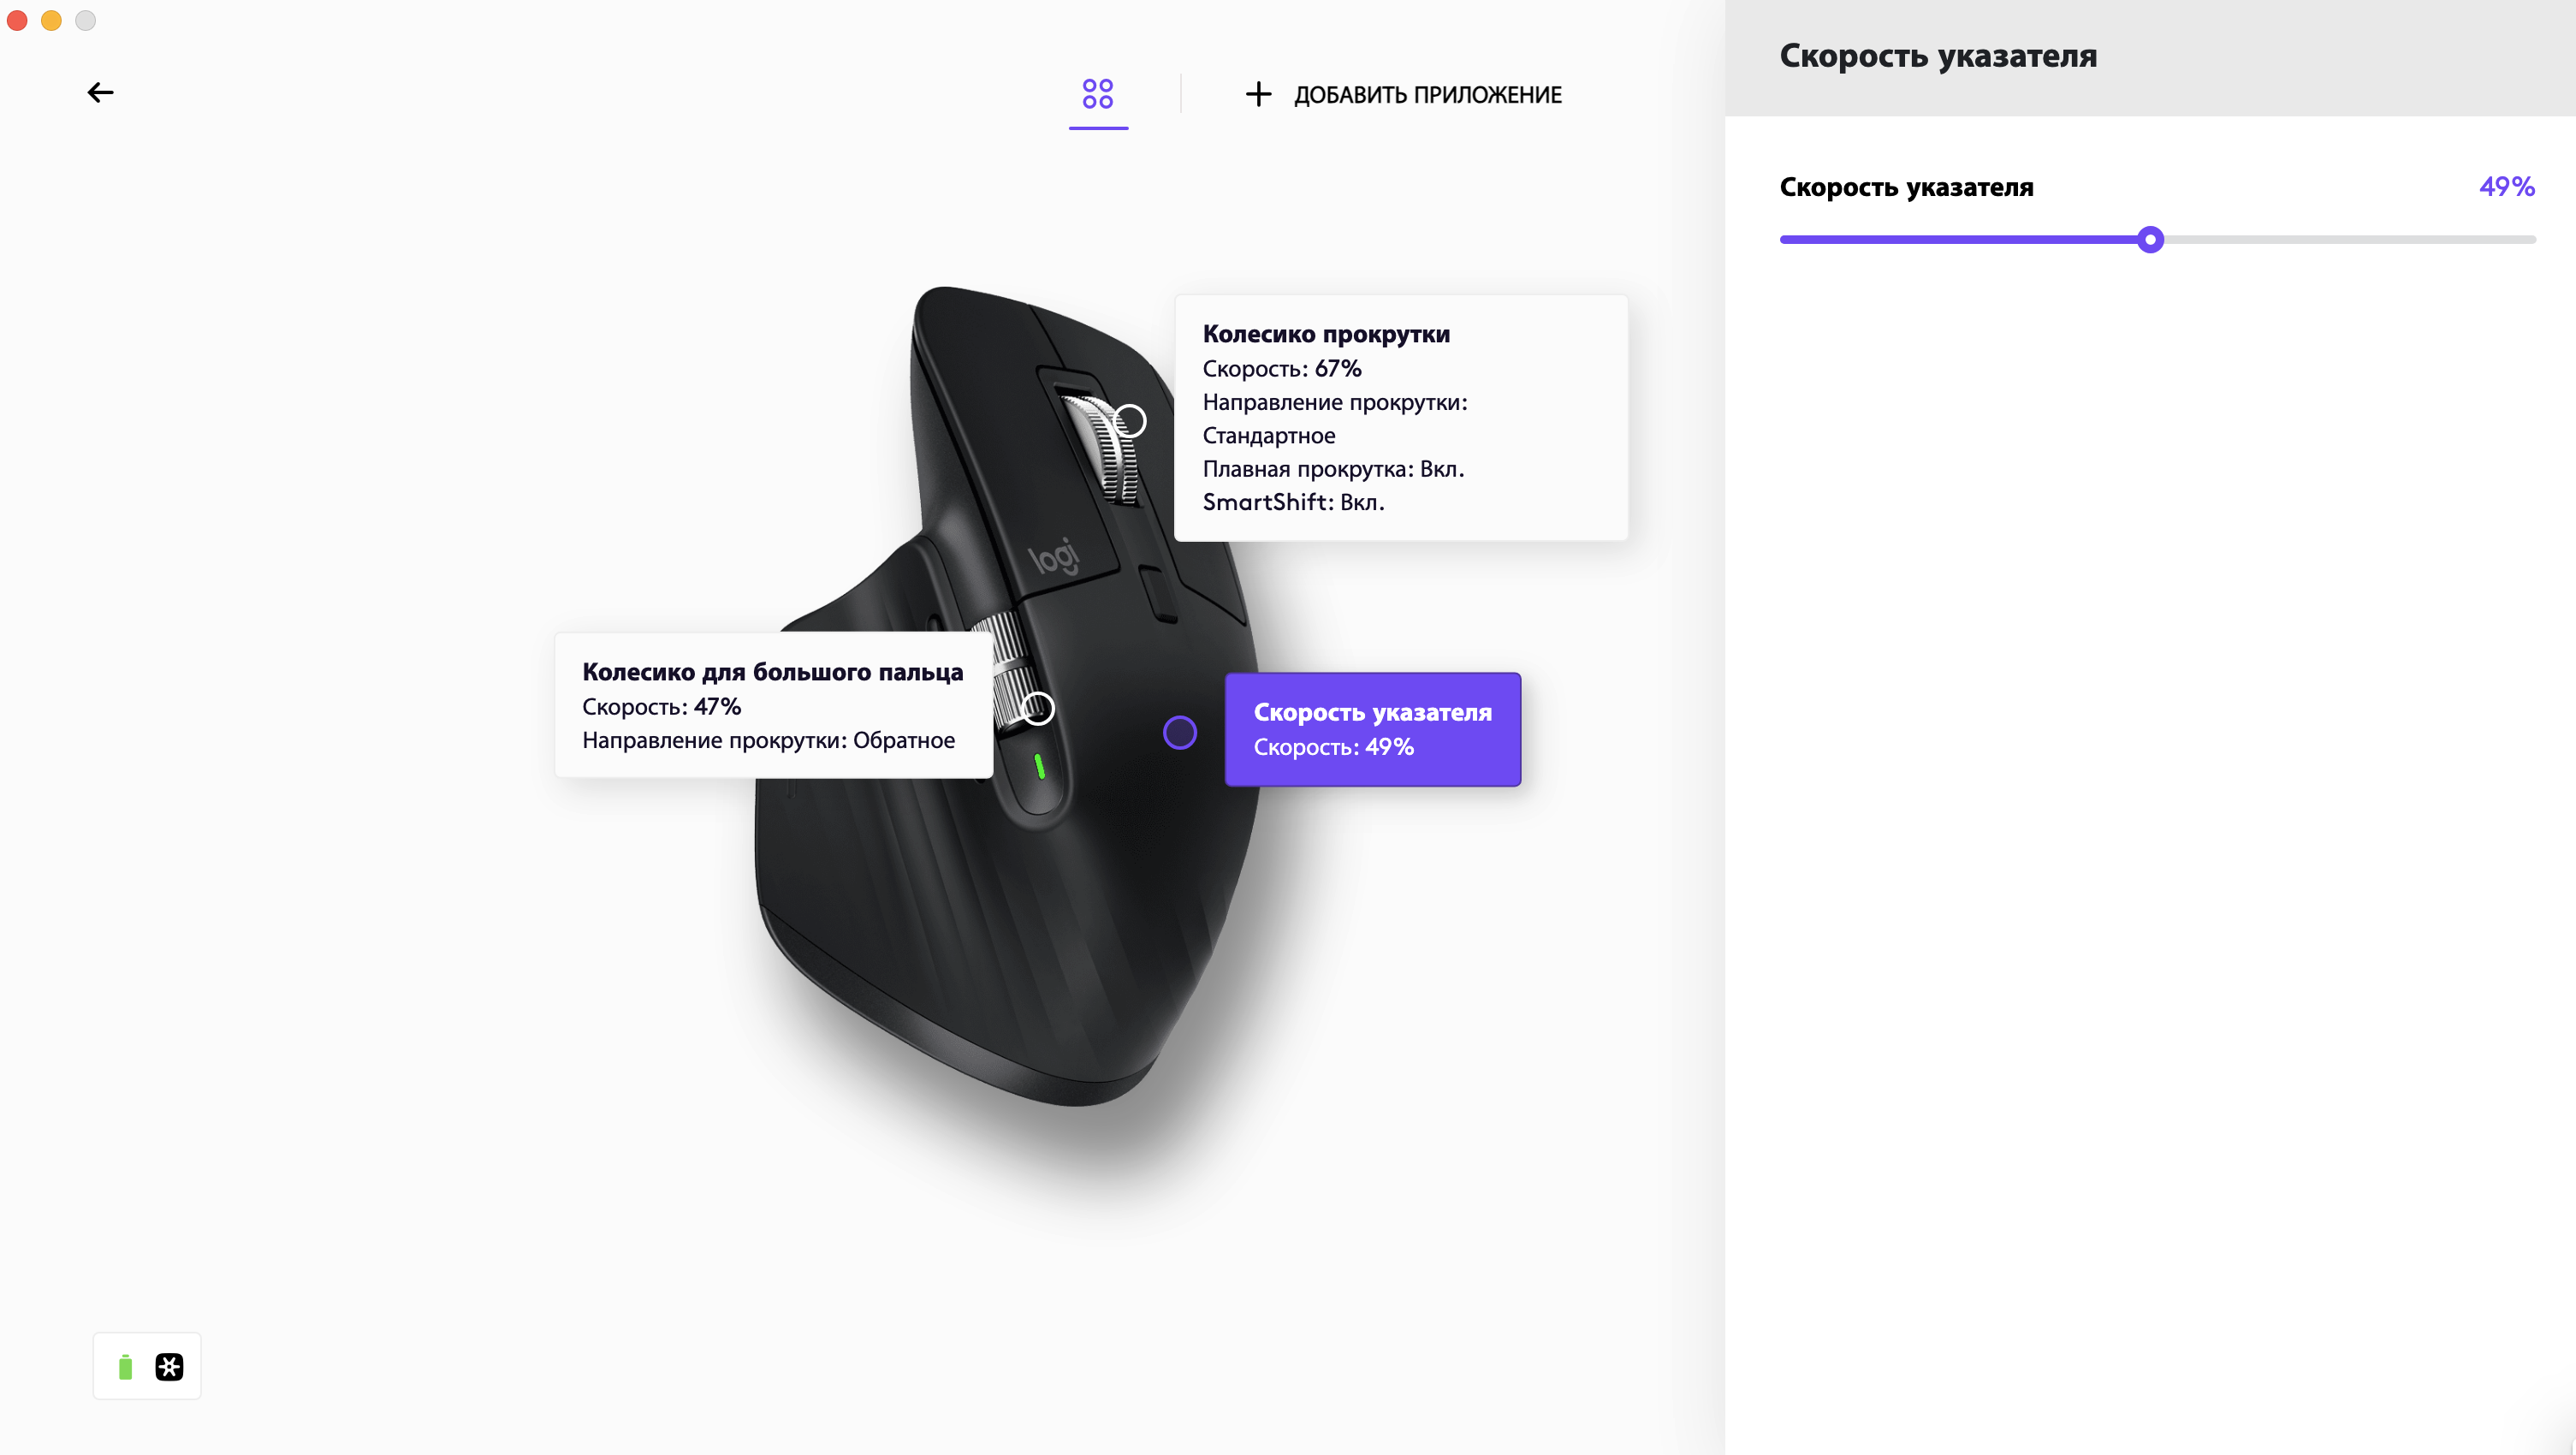 ДОБАВИТЬ ПРИЛОЖЕНИЕ
Колесико прокрутки
Скорость: 67%
Направление прокрутки:
Стандартное
Плавная прокрутка: Вкл.
SmartShift: Вкл.
logi
Колесико для большого пальца
Скорость: 47%
Направление прокрутки: Обратное
Скорость указателя
Скорость: 49%
Скорость указателя
Скорость указателя 49%